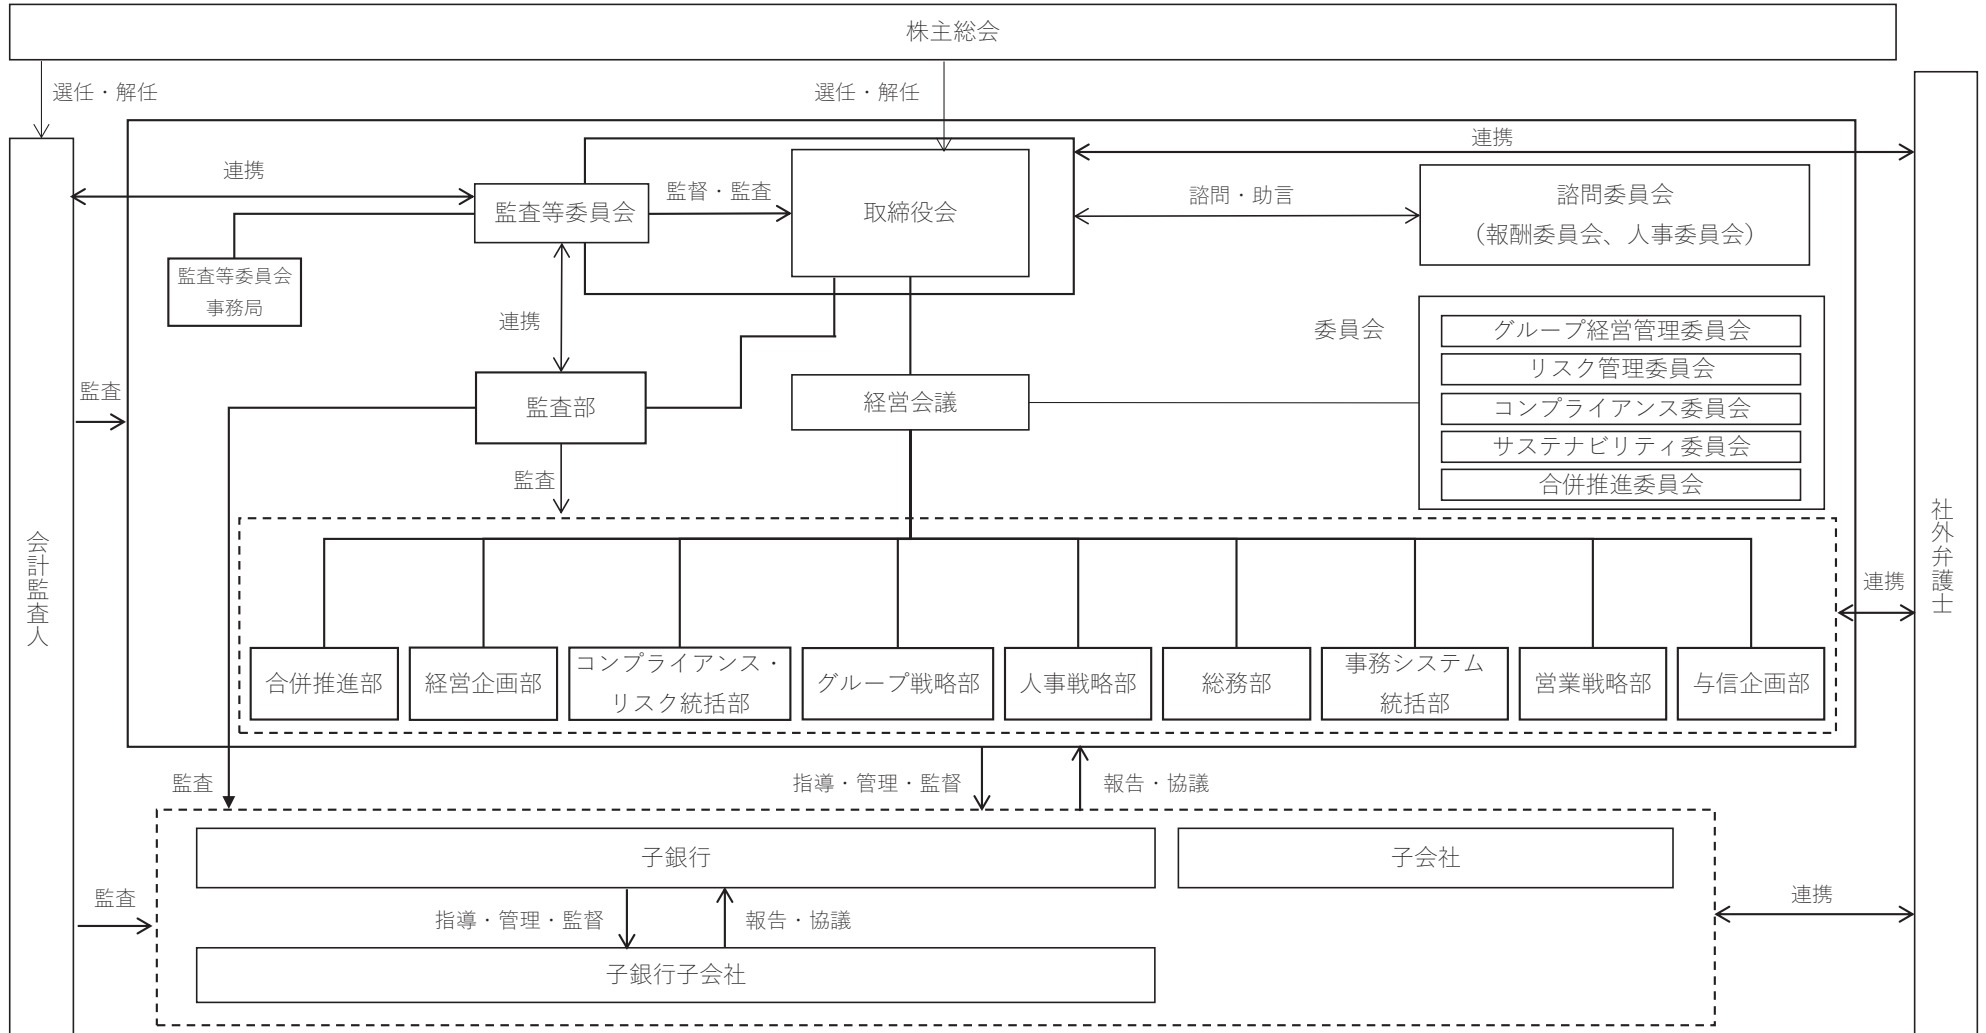 株主総会
選任・解任
選任・解任
連携
連携
監督・監査
監査等委員会
取締役会
諮問・助言
諮問委員会
（報酬委員会、人事委員会）
監査等委員会
事務局
連携
委員会
グループ経営管理委員会
リスク管理委員会
コンプライアンス委員会
サステナビリティ委員会
合併推進委員会
監査
監査部
経営会議
監査
会計監査人
社外弁護士
連携
合併推進部
経営企画部
コンプライアンス・
リスク統括部
グループ戦略部
人事戦略部
総務部
事務システム
統括部
営業戦略部
与信企画部
監査
指導・管理・監督
報告・協議
子銀行
子会社
監査
指導・管理・監督
報告・協議
連携
子銀行子会社